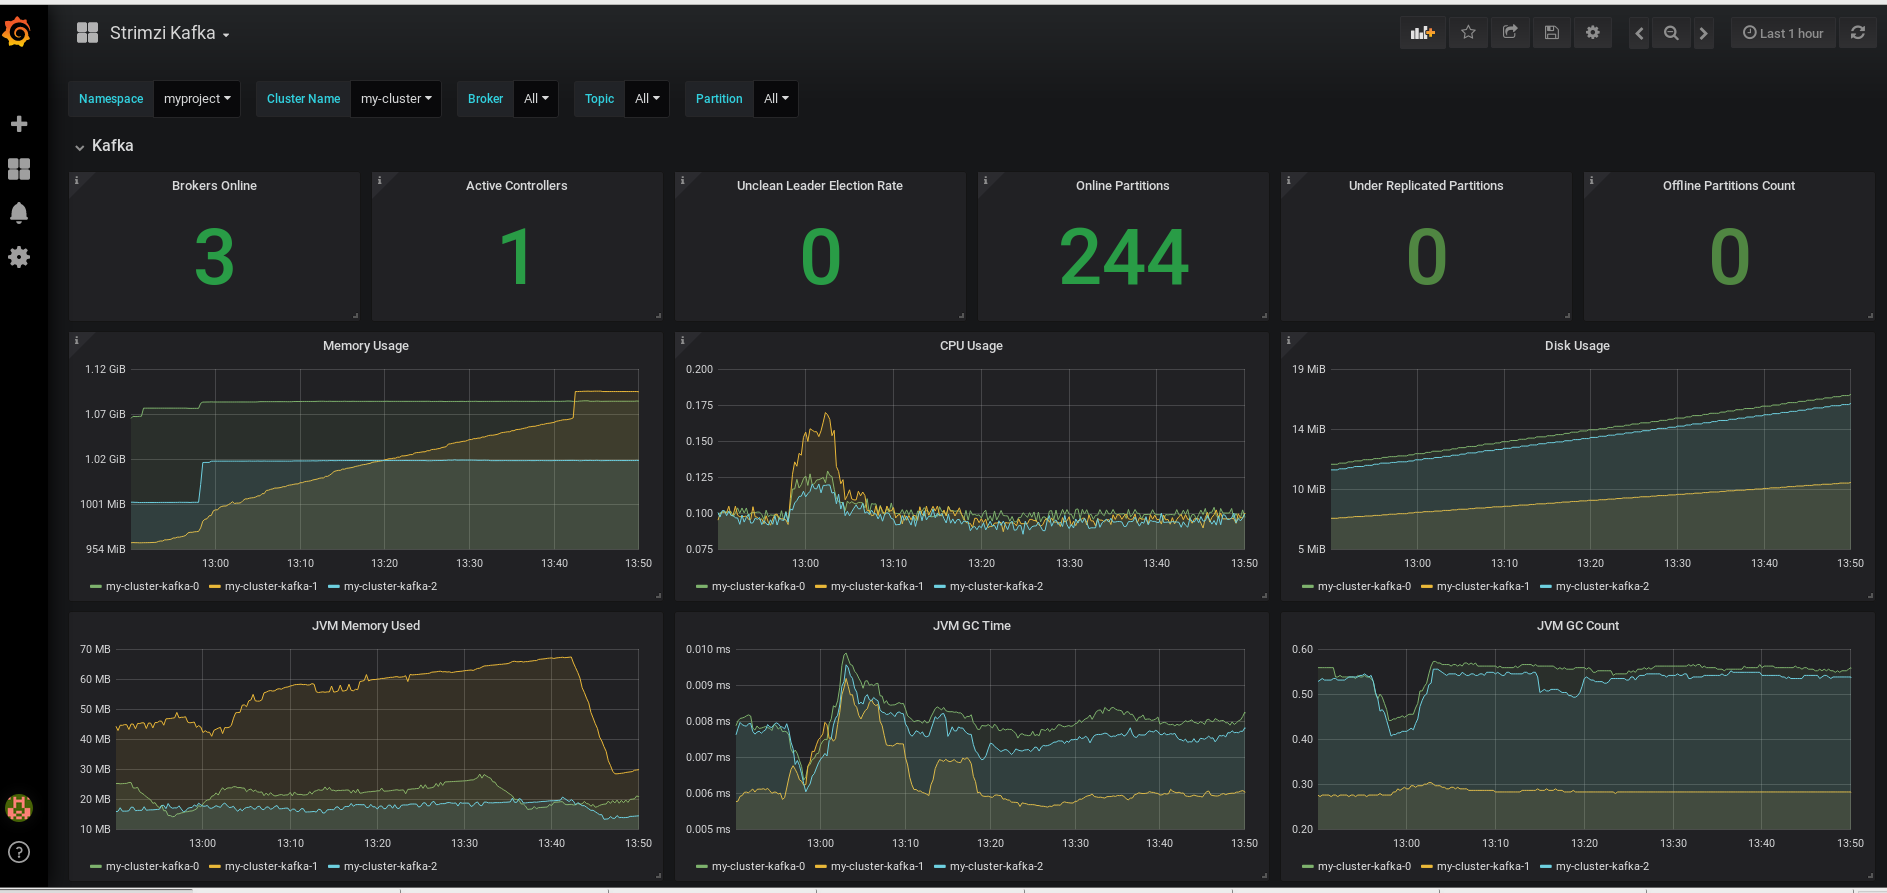 Strimzi Kafka
Last 1 hour
Namespace myproject Cluster Name my-cluster Broker All Topic All Partition All
Kafka
Brokers Online Active Controllers Unclean Leader Election Rate Online Partitions Under Replicated Partitions Offline Partitions Count
3 1 0 244 0 0
Memory Usage
1.12 GiB
1.07 GiB
1.02 GiB
1001 MiB
954 MiB
13:00 13:10 13:20 13:30 13:40 13:50
my-cluster-kafka-0 my-cluster-kafka-1 my-cluster-kafka-2
CPU Usage
0.200
0.175
0.150
0.125
0.100
0.075
13:00 13:10 13:20 13:30 13:40 13:50
my-cluster-kafka-0 my-cluster-kafka-1 my-cluster-kafka-2
Disk Usage
19 MiB
14 MiB
10 MiB
5 MiB
13:00 13:10 13:20 13:30 13:40 13:50
my-cluster-kafka-0 my-cluster-kafka-1 my-cluster-kafka-2
JVM Memory Used
70 MB
60 MB
50 MB
40 MB
30 MB
20 MB
10 MB
13:00 13:10 13:20 13:30 13:40 13:50
my-cluster-kafka-0 my-cluster-kafka-1 my-cluster-kafka-2
JVM GC Time
0.010 ms
0.009 ms
0.008 ms
0.007 ms
0.006 ms
0.005 ms
13:00 13:10 13:20 13:30 13:40 13:50
my-cluster-kafka-0 my-cluster-kafka-1 my-cluster-kafka-2
JVM GC Count
0.60
0.50
0.40
0.30
0.20
13:00 13:10 13:20 13:30 13:40 13:50
my-cluster-kafka-0 my-cluster-kafka-1 my-cluster-kafka-2